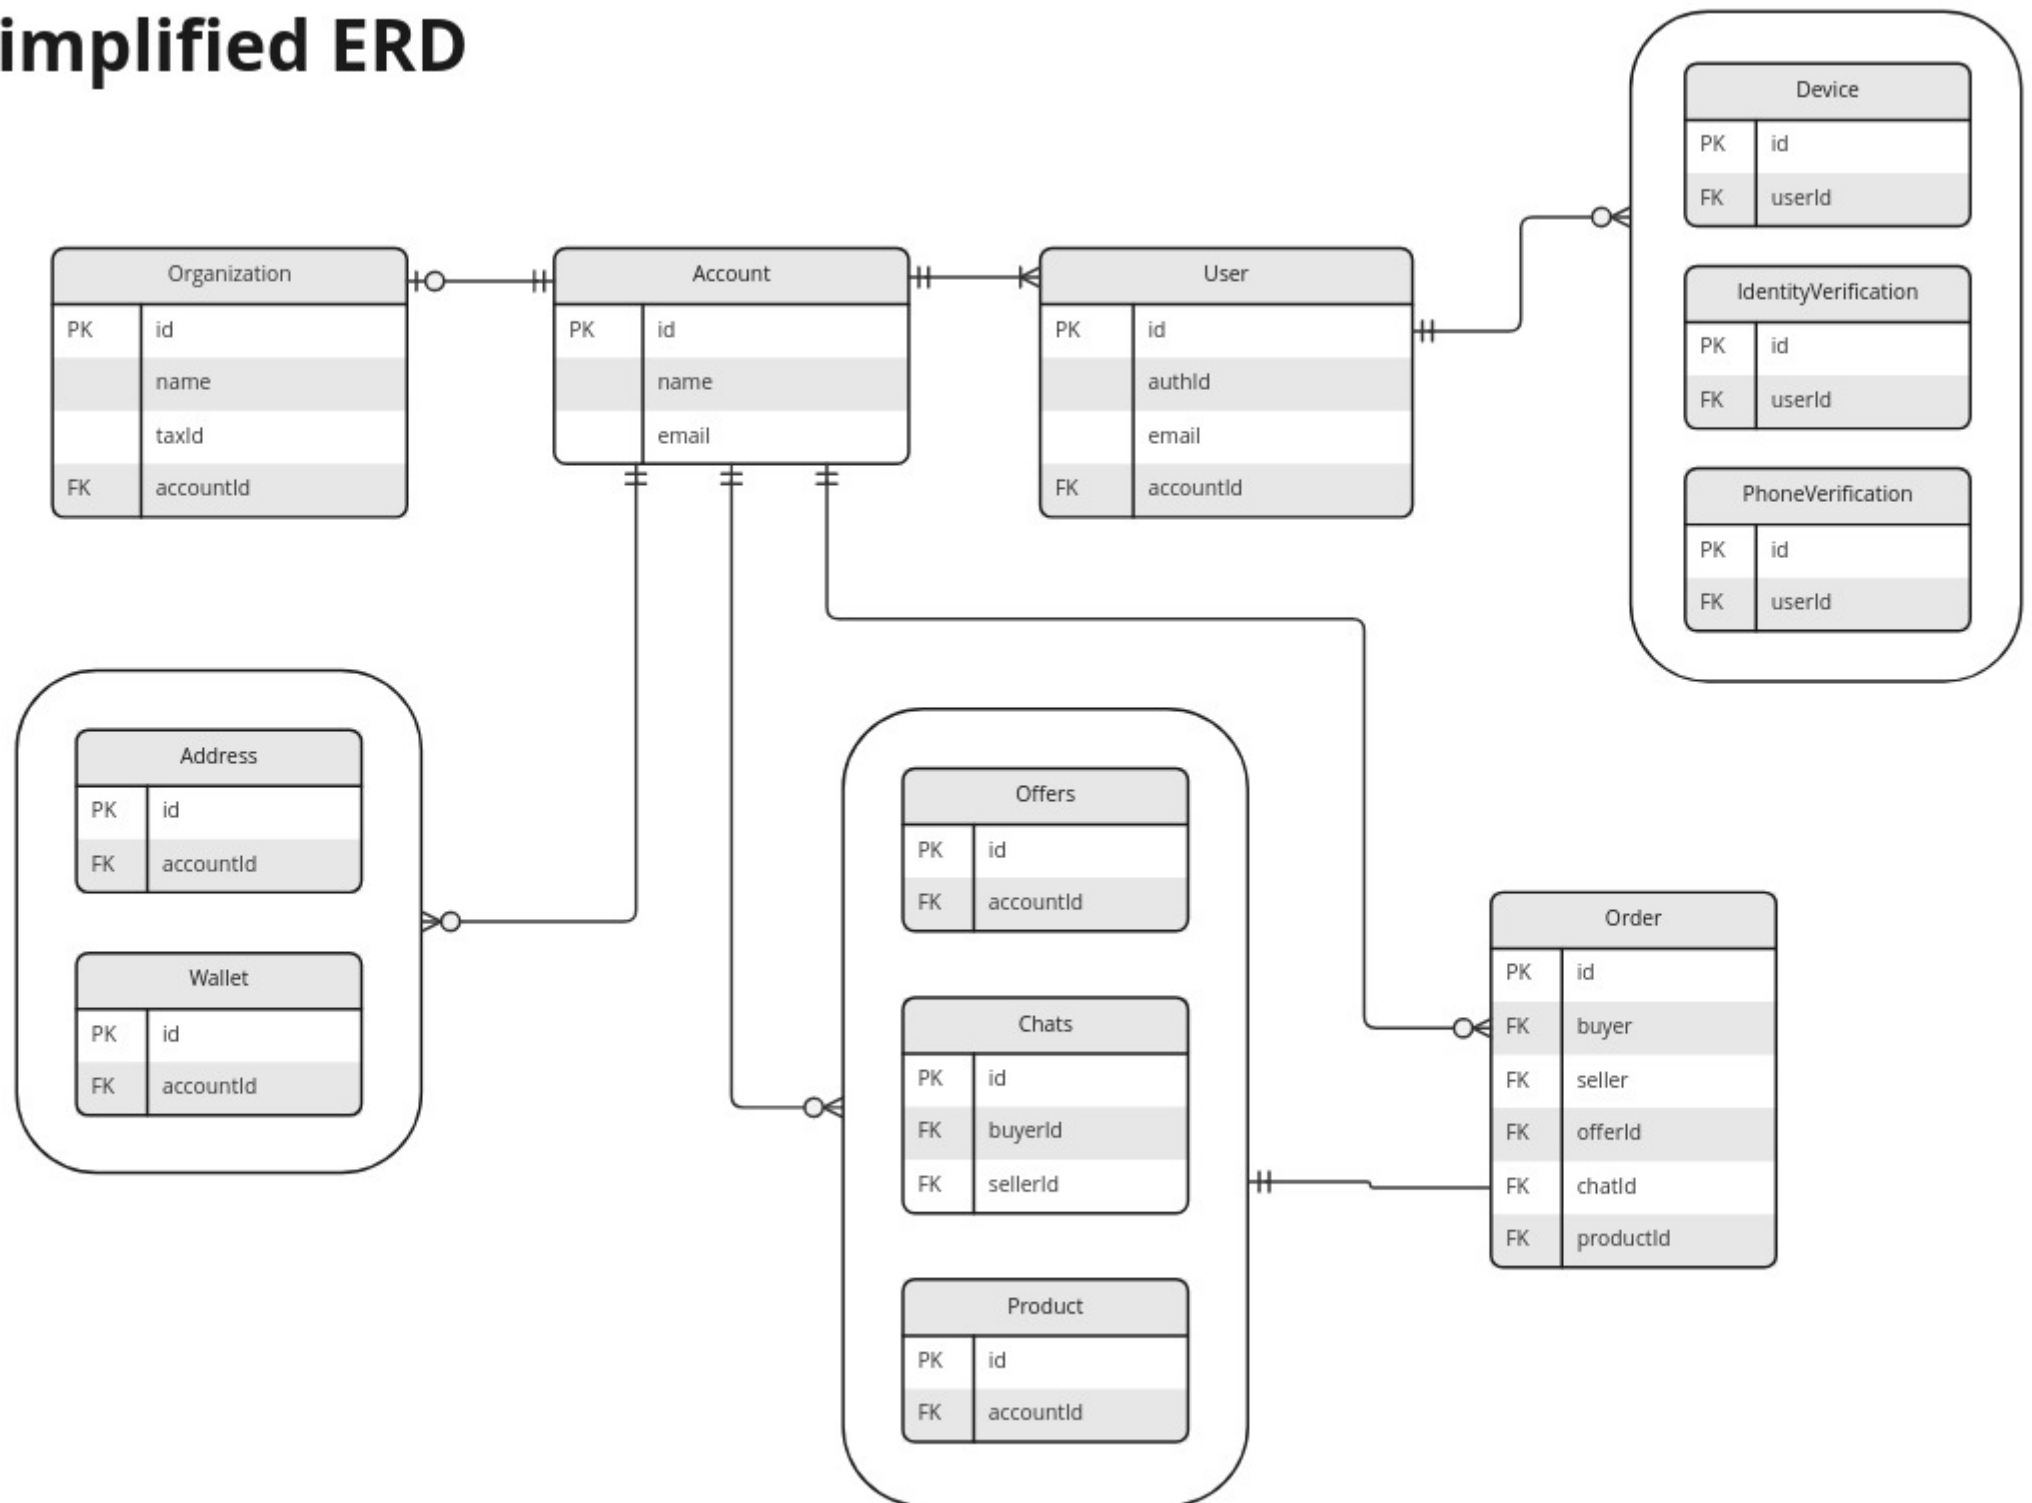 implified ERD
Device
PK id
FK userId
IdentityVerification
PK id
FK userId
PhoneVerification
PK id
FK userId
Organization
PK id
name
taxId
FK accountId
Account
PK id
name
email
User
PK id
authId
email
FK accountId
Address
PK id
FK accountId
Wallet
PK id
FK accountId
Offers
PK id
FK accountId
Chats
PK id
FK buyerId
FK sellerId
Product
PK id
FK accountId
Order
PK id
FK buyer
FK seller
FK offerId
FK chatId
FK productId